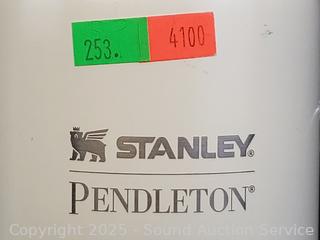 253. 4100
STANLEY®
PENDLETON®
Copyright 2025 - Sound Auction Service